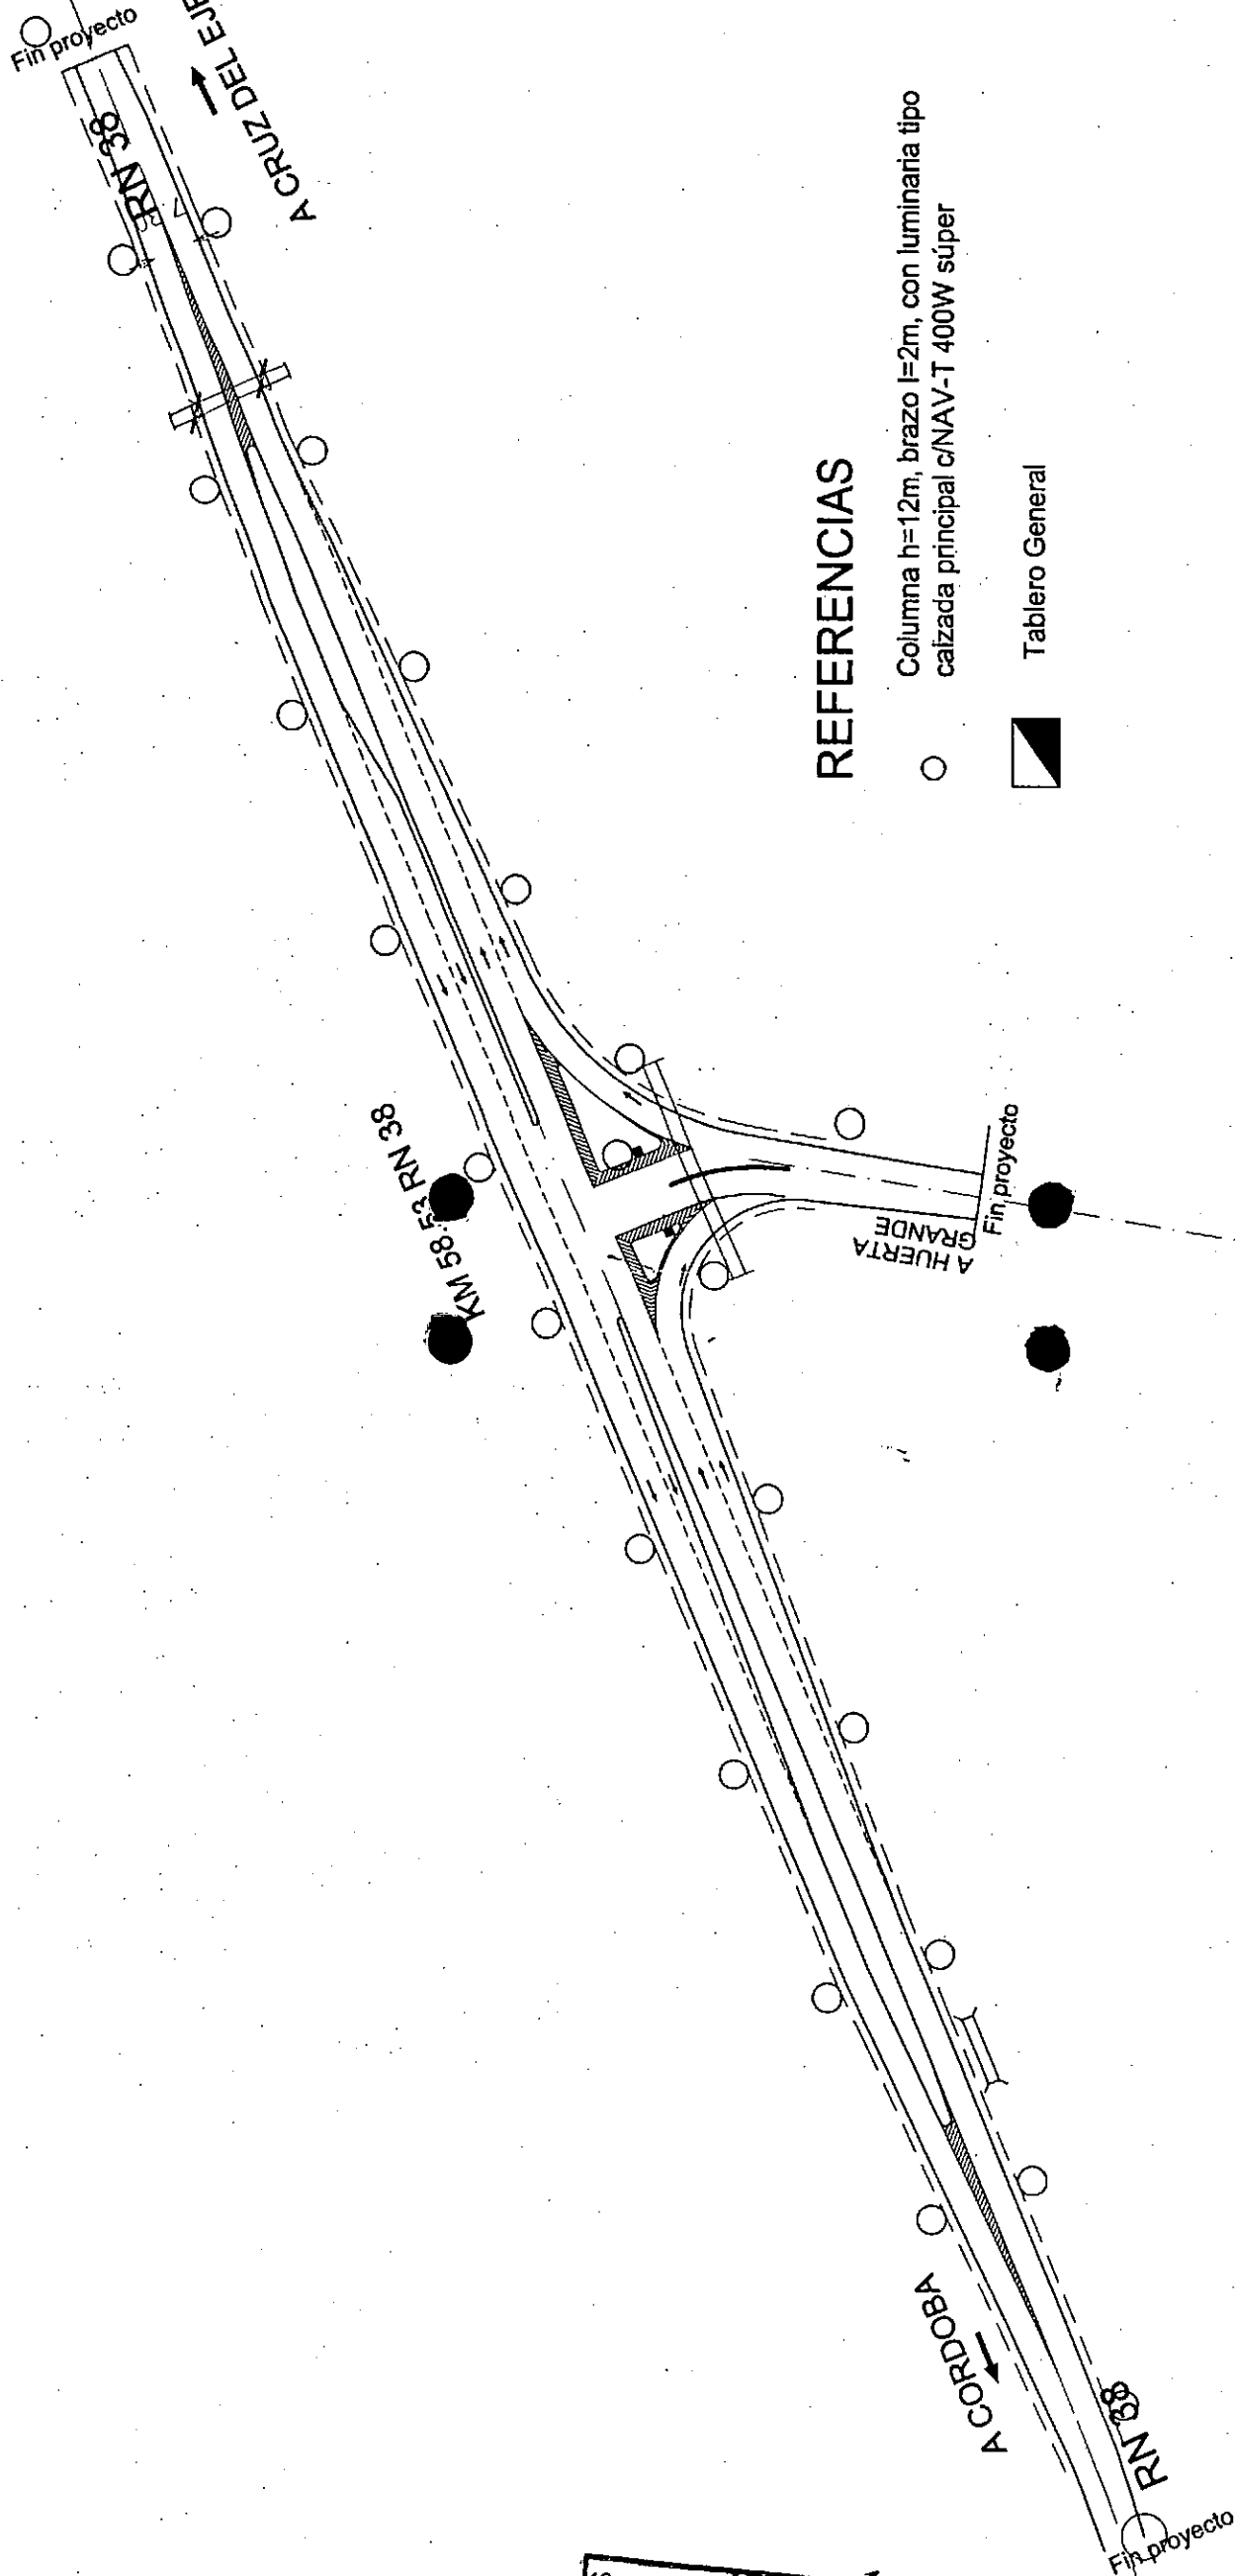 Fin proyecto
RN 38
A CRUZ DEL EJE
KM 58.53 RN 38
A HUERTA
GRANDE
Fin proyecto
REFERENCIAS
Columna h=12m, brazo l=2m, con luminaria tipo
calzada principal c/NAV-T 400W súper
Tablero General
A CORDOBA
RN 38
Fin proyecto